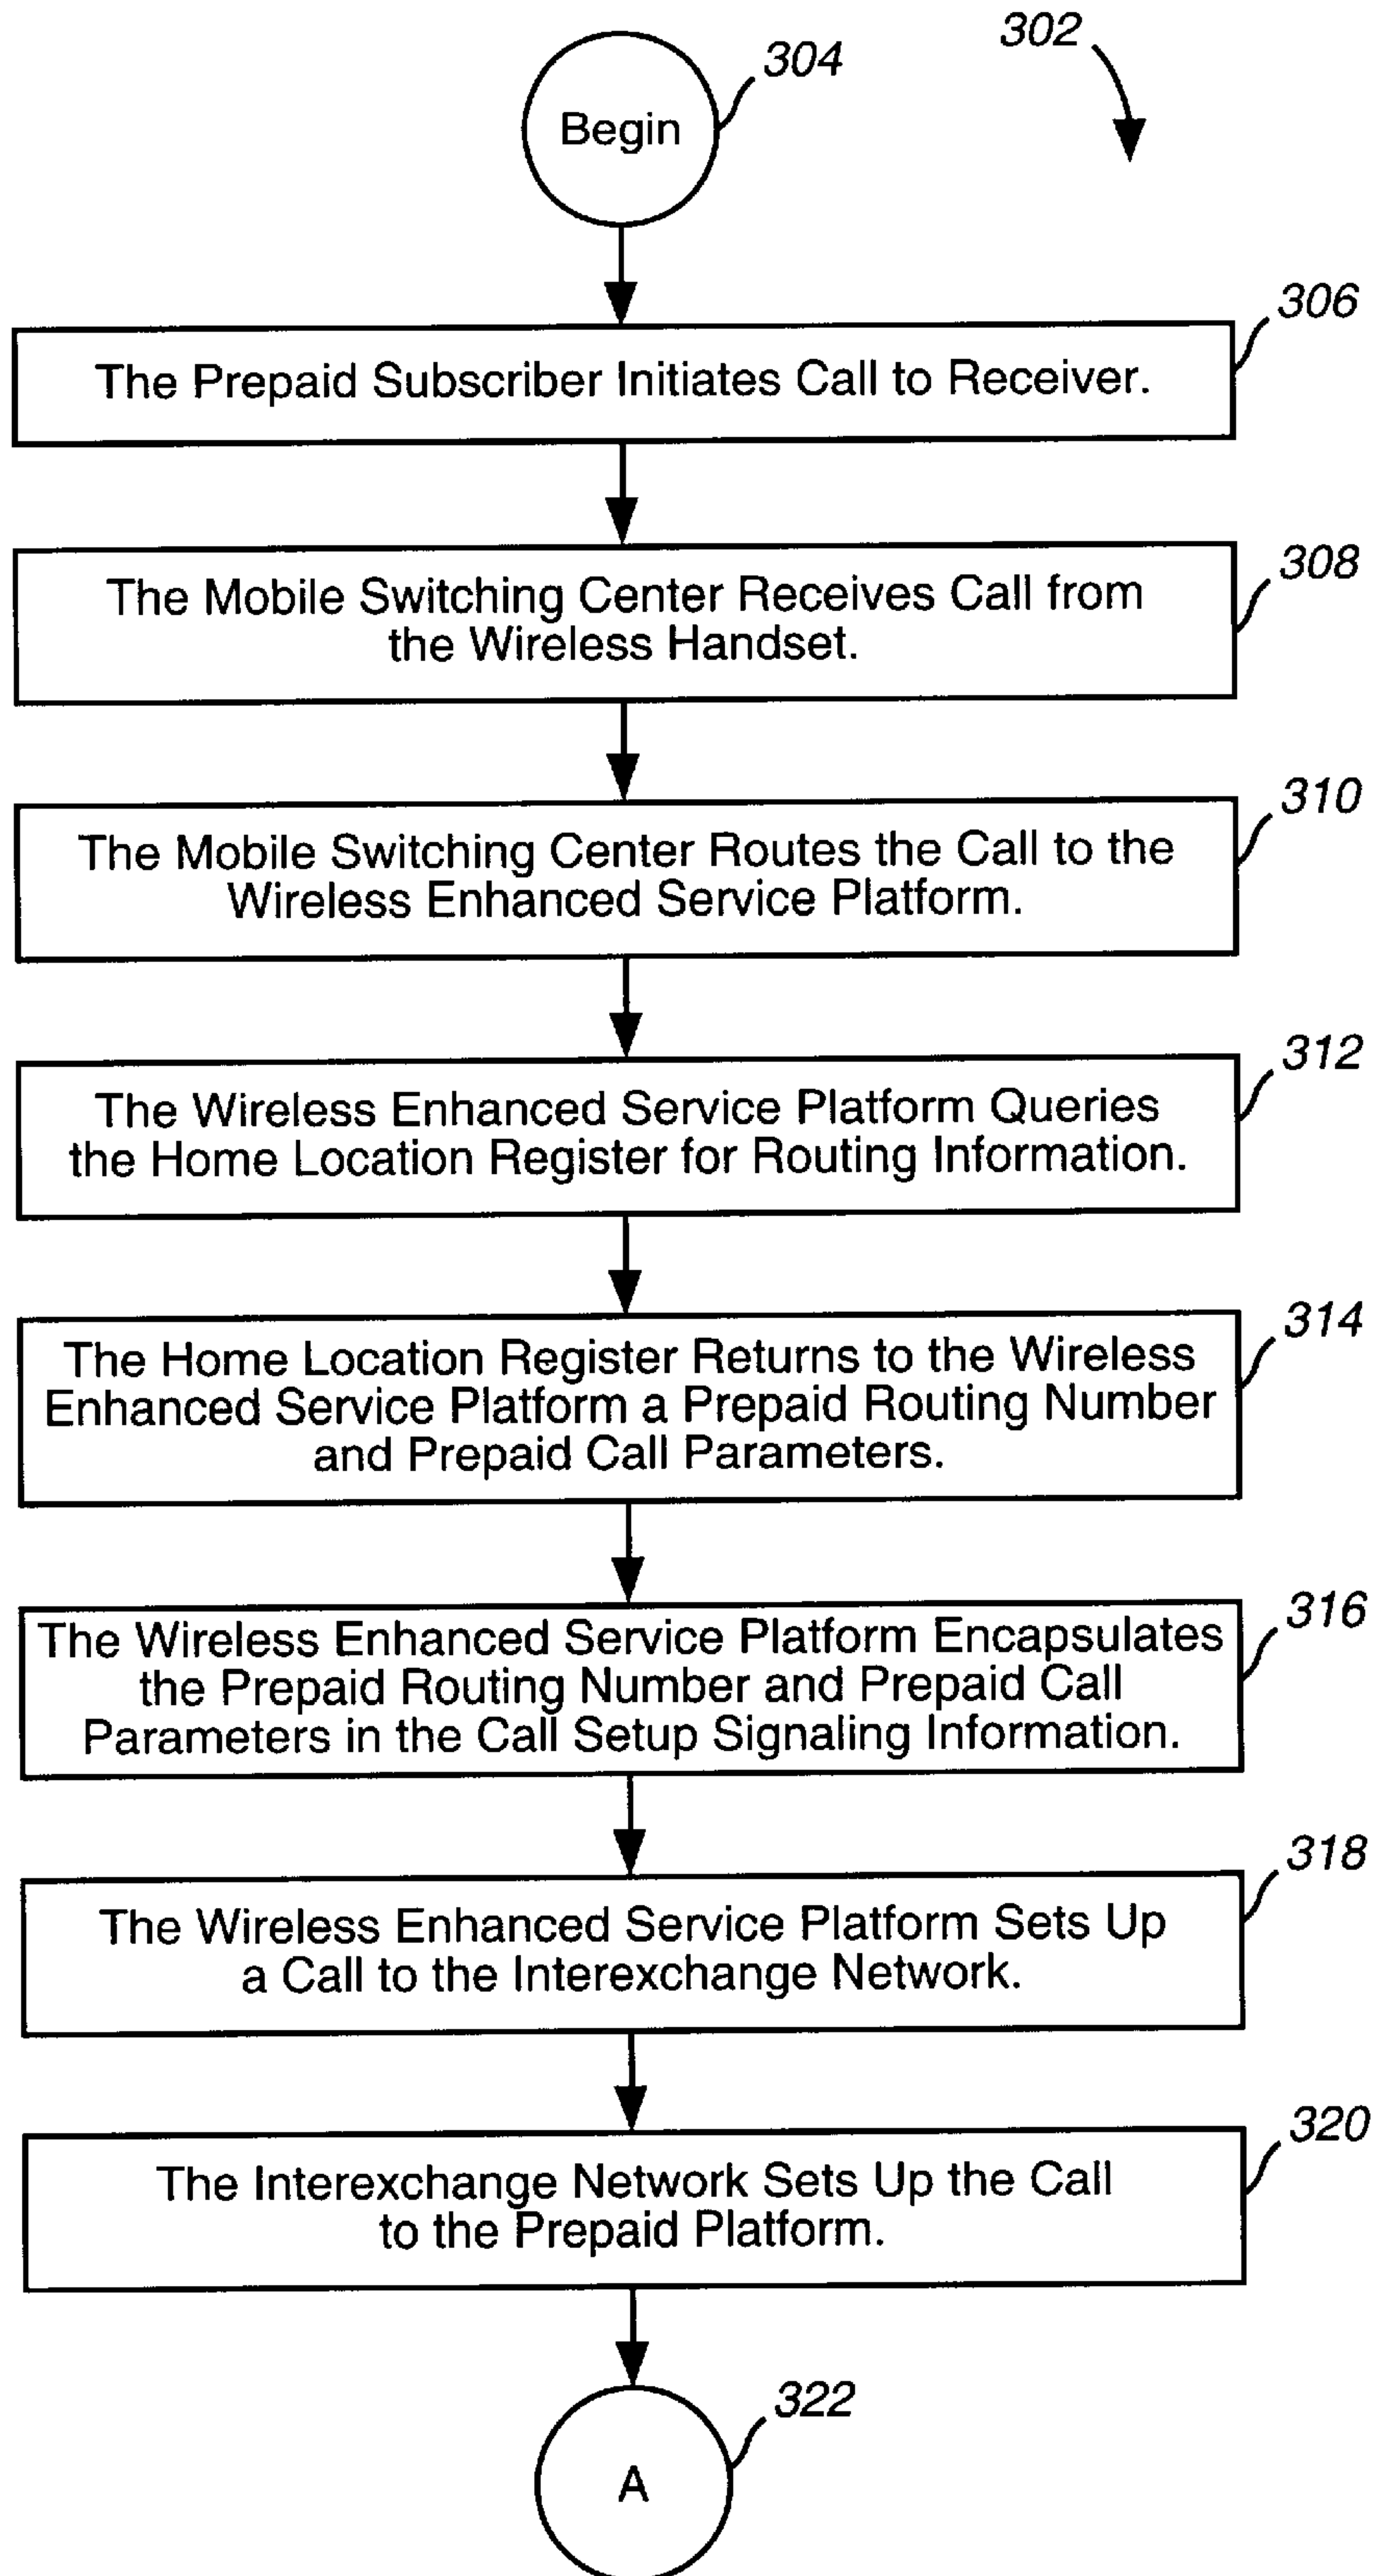 302
304
Begin
306
The Prepaid Subscriber Initiates Call to Receiver.
308
The Mobile Switching Center Receives Call from
the Wireless Handset.
310
The Mobile Switching Center Routes the Call to the
Wireless Enhanced Service Platform.
312
The Wireless Enhanced Service Platform Queries
the Home Location Register for Routing Information.
314
The Home Location Register Returns to the Wireless
Enhanced Service Platform a Prepaid Routing Number
and Prepaid Call Parameters.
316
The Wireless Enhanced Service Platform Encapsulates
the Prepaid Routing Number and Prepaid Call
Parameters in the Call Setup Signaling Information.
318
The Wireless Enhanced Service Platform Sets Up
a Call to the Interexchange Network.
320
The Interexchange Network Sets Up the Call
to the Prepaid Platform.
322
A